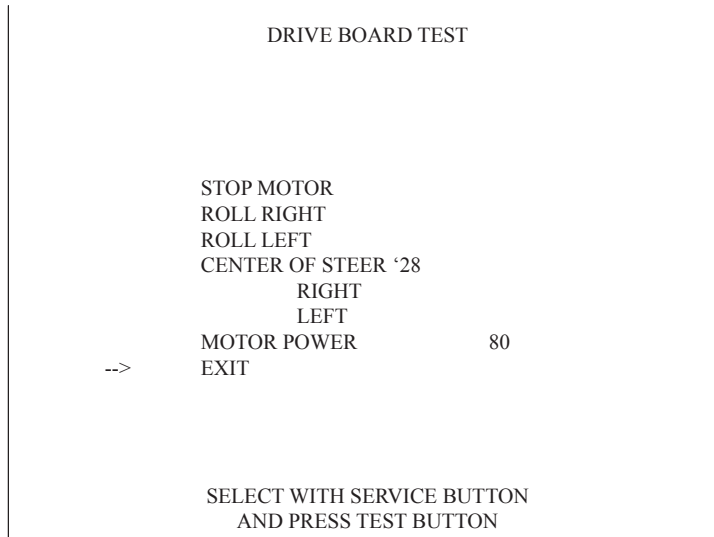 DRIVE BOARD TEST
STOP MOTOR
ROLL RIGHT
ROLL LEFT
CENTER OF STEER ‘28
RIGHT
LEFT
MOTOR POWER 80
--> EXIT
SELECT WITH SERVICE BUTTON
AND PRESS TEST BUTTON